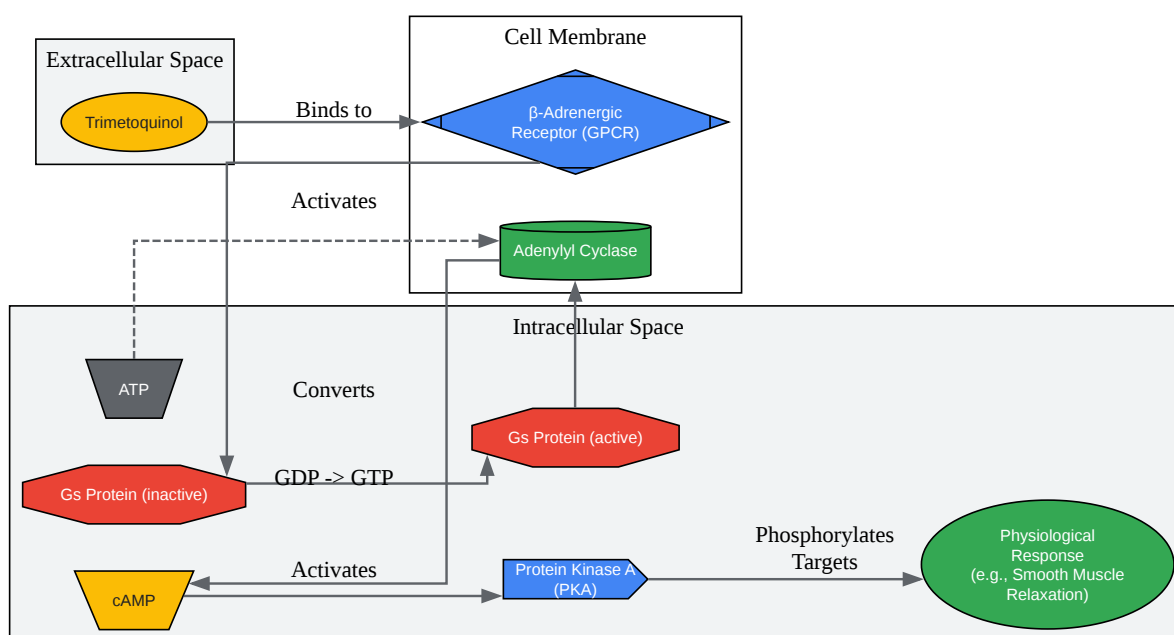 Cell Membrane
Extracellular Space
Trimetoquinol
Binds to
β-Adrenergic
Receptor (GPCR)
Activates
Adenylyl Cyclase
Intracellular Space
ATP
Converts
Gs Protein (active)
Gs Protein (inactive)
GDP -> GTP
Phosphorylates
Targets
Physiological
Response
(e.g., Smooth Muscle
Relaxation)
Activates
Protein Kinase A
(PKA)
cAMP